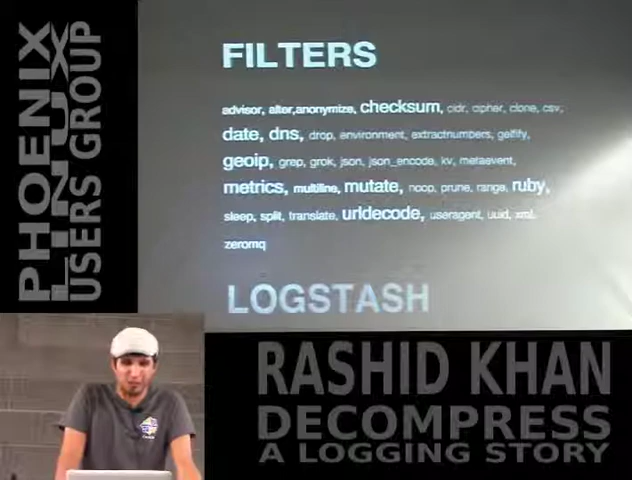 PHOENIX
LINUX
USERS GROUP
FILTERS
advisor, alter,anonymize, checksum, cidr, cipher, clone, csv,
date, dns, drop, environment, extractnumbers, gelfify,
geoip, grep, grok, json, json_encode, kv, metaevent,
metrics, multiline, mutate, noop, prune, range, ruby,
sleep, split, translate, urldecode, useragent, uuid, xml,
zeromq
LOGSTASH
RASHID KHAN
DECOMPRESS
A LOGGING STORY